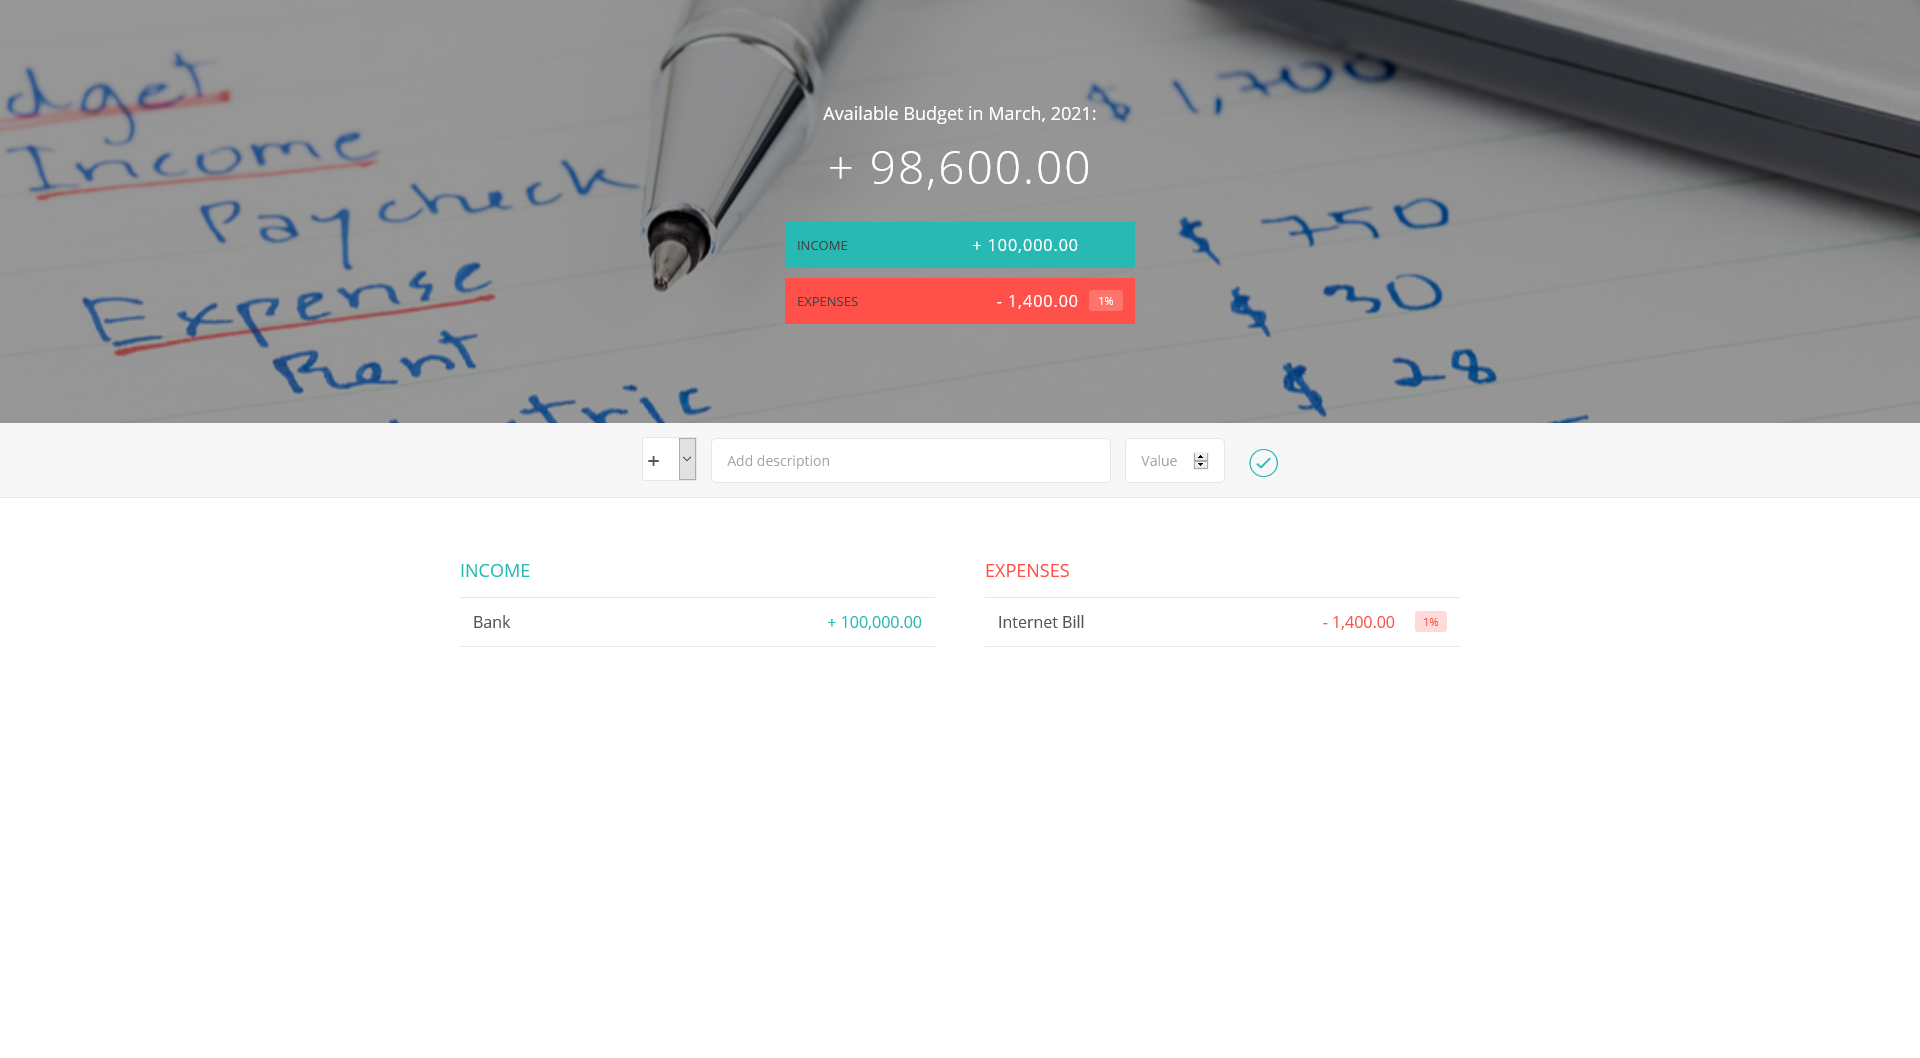 dget
$ 1,700
Available Budget in March, 2021:
Income
+ 98,600.00
Paycheck
$ 750
INCOME + 100,000.00
Expense
$ 30
EXPENSES - 1,400.00 1%
Rent
$ 28
tric
+ Add description Value
INCOME
Bank + 100,000.00
EXPENSES
Internet Bill - 1,400.00 1%